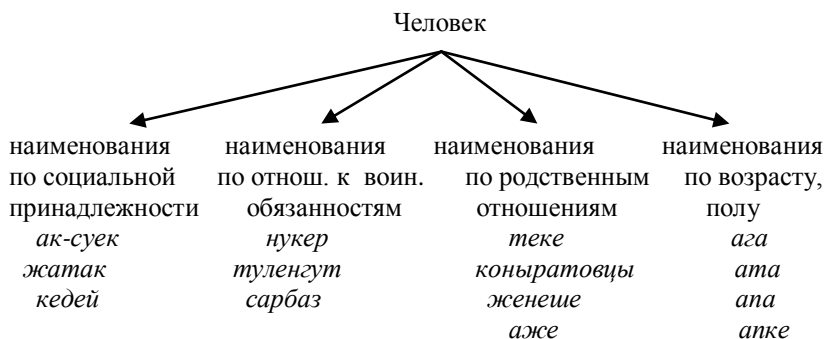 Человек
наименования наименования наименования наименования
по социальной по отнош. к воин. по родственным по возрасту,
принадлежности обязанностям отношениям полу
ак-суек нукер теке ага
жатак туленгут коныратовцы ата
кедей сарбаз женеше апа
аже апке